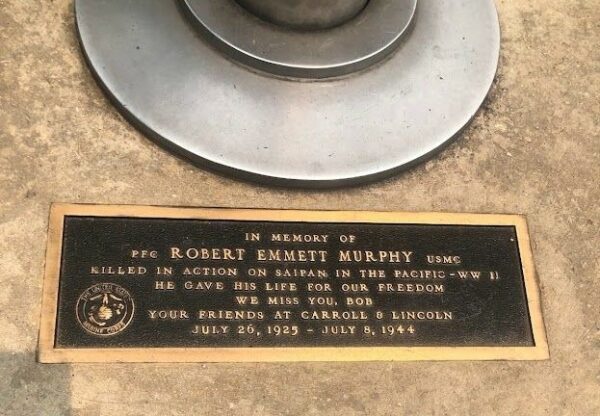 IN MEMORY OF
PFC ROBERT EMMETT MURPHY USMC
KILLED IN ACTION ON SAIPAN IN THE PACIFIC - WW II
HE GAVE HIS LIFE FOR OUR FREEDOM
WE MISS YOU, BOB
YOUR FRIENDS AT CARROLL & LINCOLN
JULY 26, 1925 - JULY 8, 1944